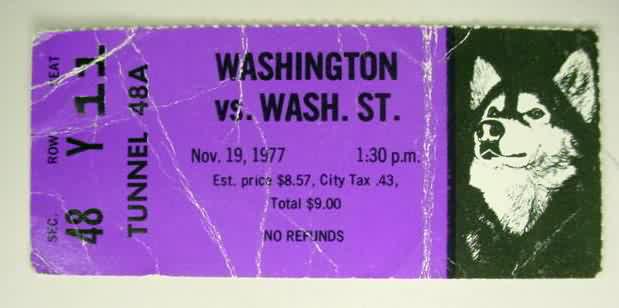 WASHINGTON
vs. WASH. ST.
Nov. 19, 1977 1:30 p.m.
Est. price $8.57, City Tax .43,
Total $9.00
NO REFUNDS
SEC. ROW SEAT
48 Y 11
TUNNEL 48A